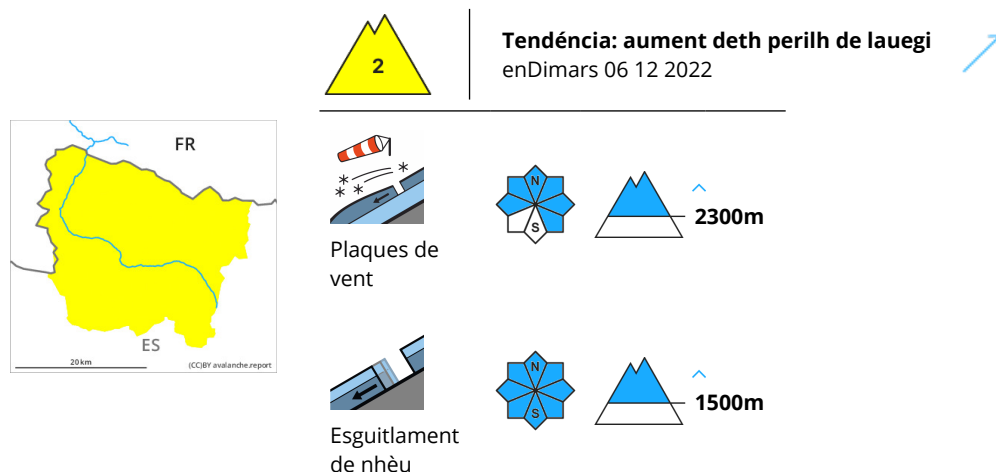 2
Tendéncia: aument deth perilh de lauegi
enDimars 06 12 2022
FR
ES
20 km
(CC)BY avalanche.report
N
S
2300m
Plaques de
vent
N
S
1500m
Esguitlament
de nhèu